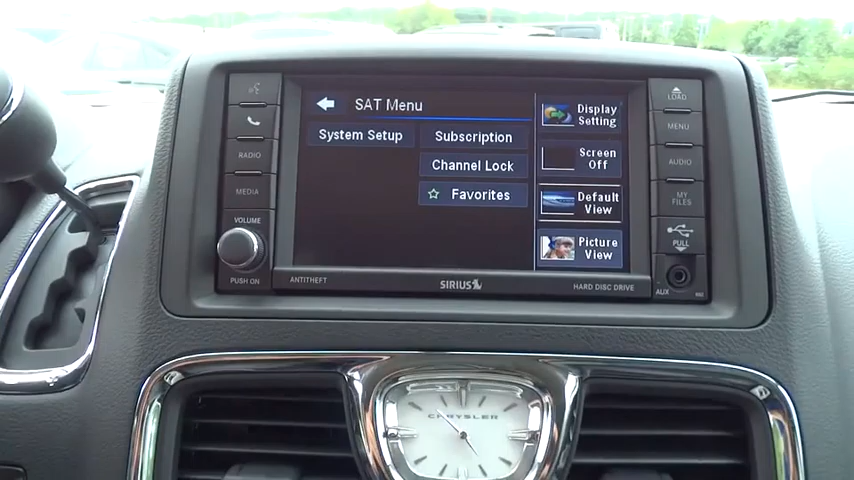 LOAD
SAT Menu
Display
Setting
MENU
System Setup
Subscription
RADIO
Screen
Off
AUDIO
Channel Lock
MEDIA
Favorites
Default
View
MY
FILES
VOLUME
Picture
View
PULL
PUSH ON
ANTITHEFT
SIRIUS
HARD DISC DRIVE
AUX
CHRYSLER